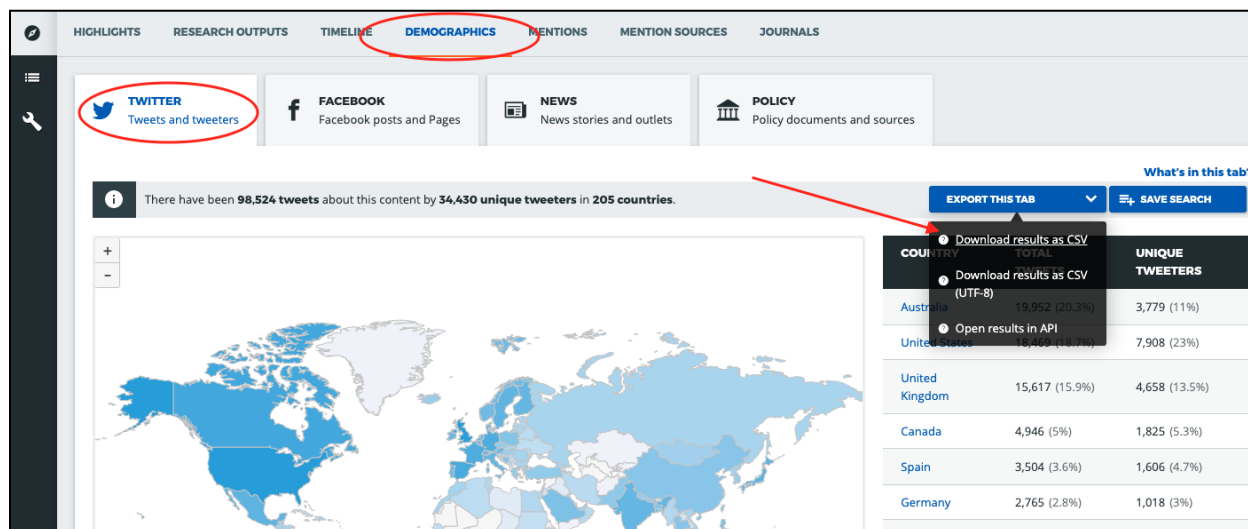 HIGHLIGHTS RESEARCH OUTPUTS TIMELINE DEMOGRAPHICS MENTIONS MENTION SOURCES JOURNALS
TWITTER
Tweets and tweeters
FACEBOOK
Facebook posts and Pages
NEWS
News stories and outlets
POLICY
Policy documents and sources
What's in this tab?
There have been 98,524 tweets about this content by 34,430 unique tweeters in 205 countries.
EXPORT THIS TAB
SAVE SEARCH
Download results as CSV
Download results as CSV
(UTF-8)
Open results in API
+
-
COUNTRY TOTAL TWEETS UNIQUE TWEETERS
Australia 19,952 (20.3%) 3,779 (11%)
United States 18,469 (18.7%) 7,908 (23%)
United
Kingdom 15,617 (15.9%) 4,658 (13.5%)
Canada 4,946 (5%) 1,825 (5.3%)
Spain 3,504 (3.6%) 1,606 (4.7%)
Germany 2,765 (2.8%) 1,018 (3%)